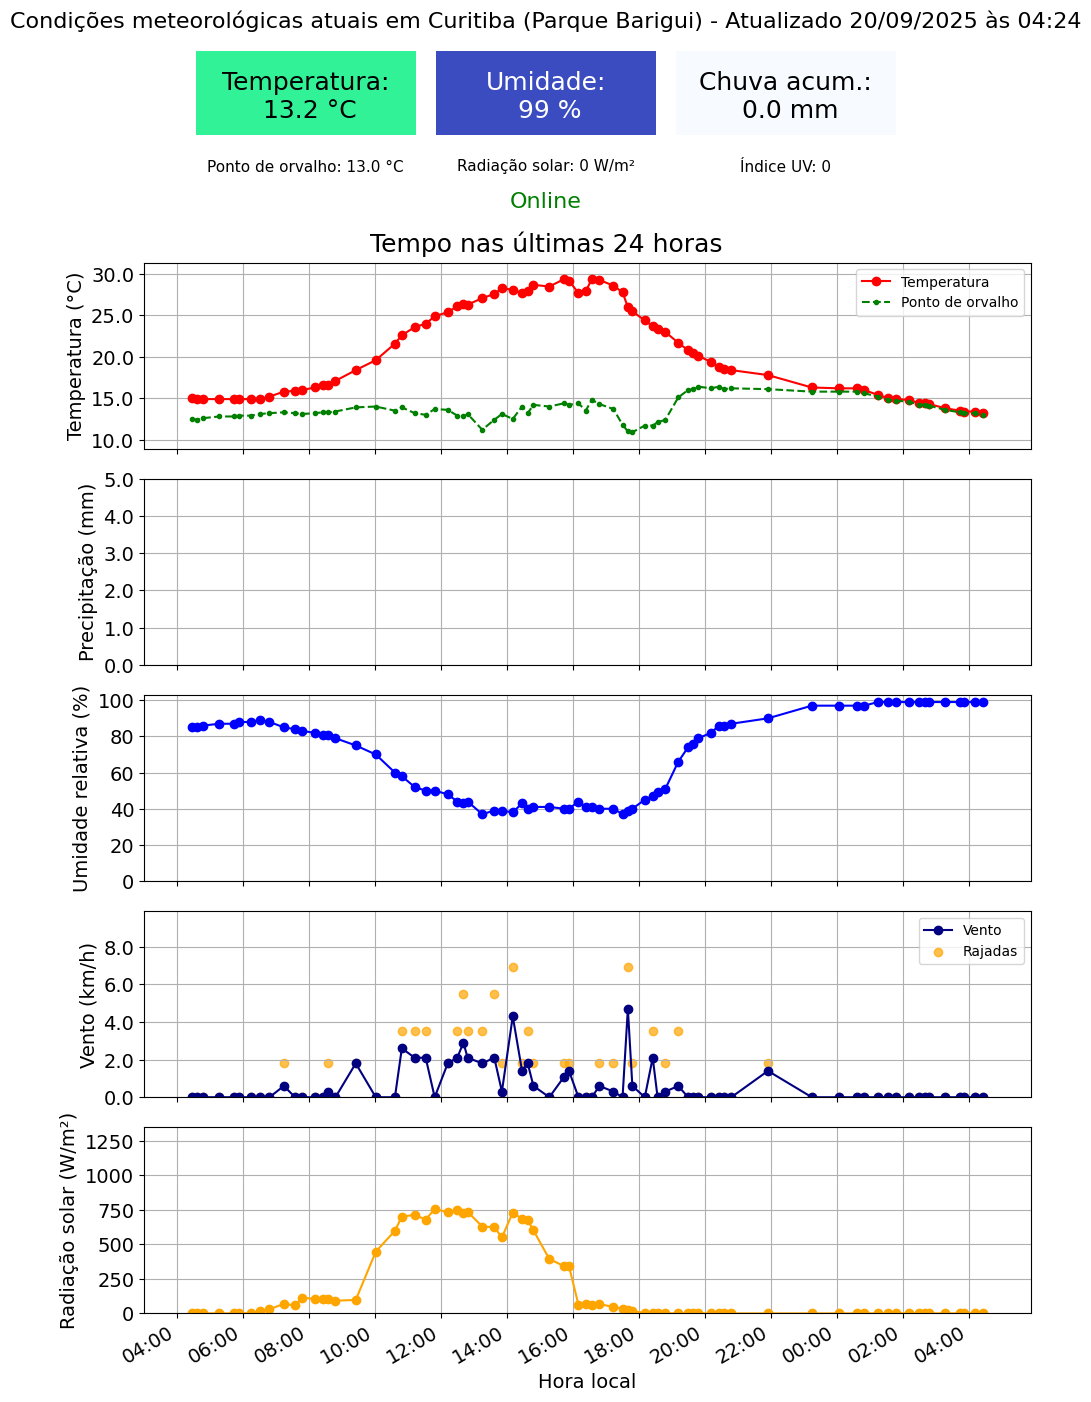 Condições meteorológicas atuais em Curitiba (Parque Barigui) - Atualizado 20/09/2025 às 04:24
Temperatura:
13.2 °C
Umidade:
99 %
Chuva acum.:
0.0 mm
Ponto de orvalho: 13.0 °C
Radiação solar: 0 W/m²
Índice UV: 0
Online
Tempo nas últimas 24 horas
Temperatura (°C)
30.0
25.0
20.0
15.0
10.0
Temperatura
Ponto de orvalho
Precipitação (mm)
5.0
4.0
3.0
2.0
1.0
0.0
Umidade relativa (%)
100
80
60
40
20
0
Vento (km/h)
8.0
6.0
4.0
2.0
0.0
Vento
Rajadas
Radiação solar (W/m²)
1250
1000
750
500
250
0
04:00
06:00
08:00
10:00
12:00
14:00
16:00
18:00
20:00
22:00
00:00
02:00
04:00
Hora local